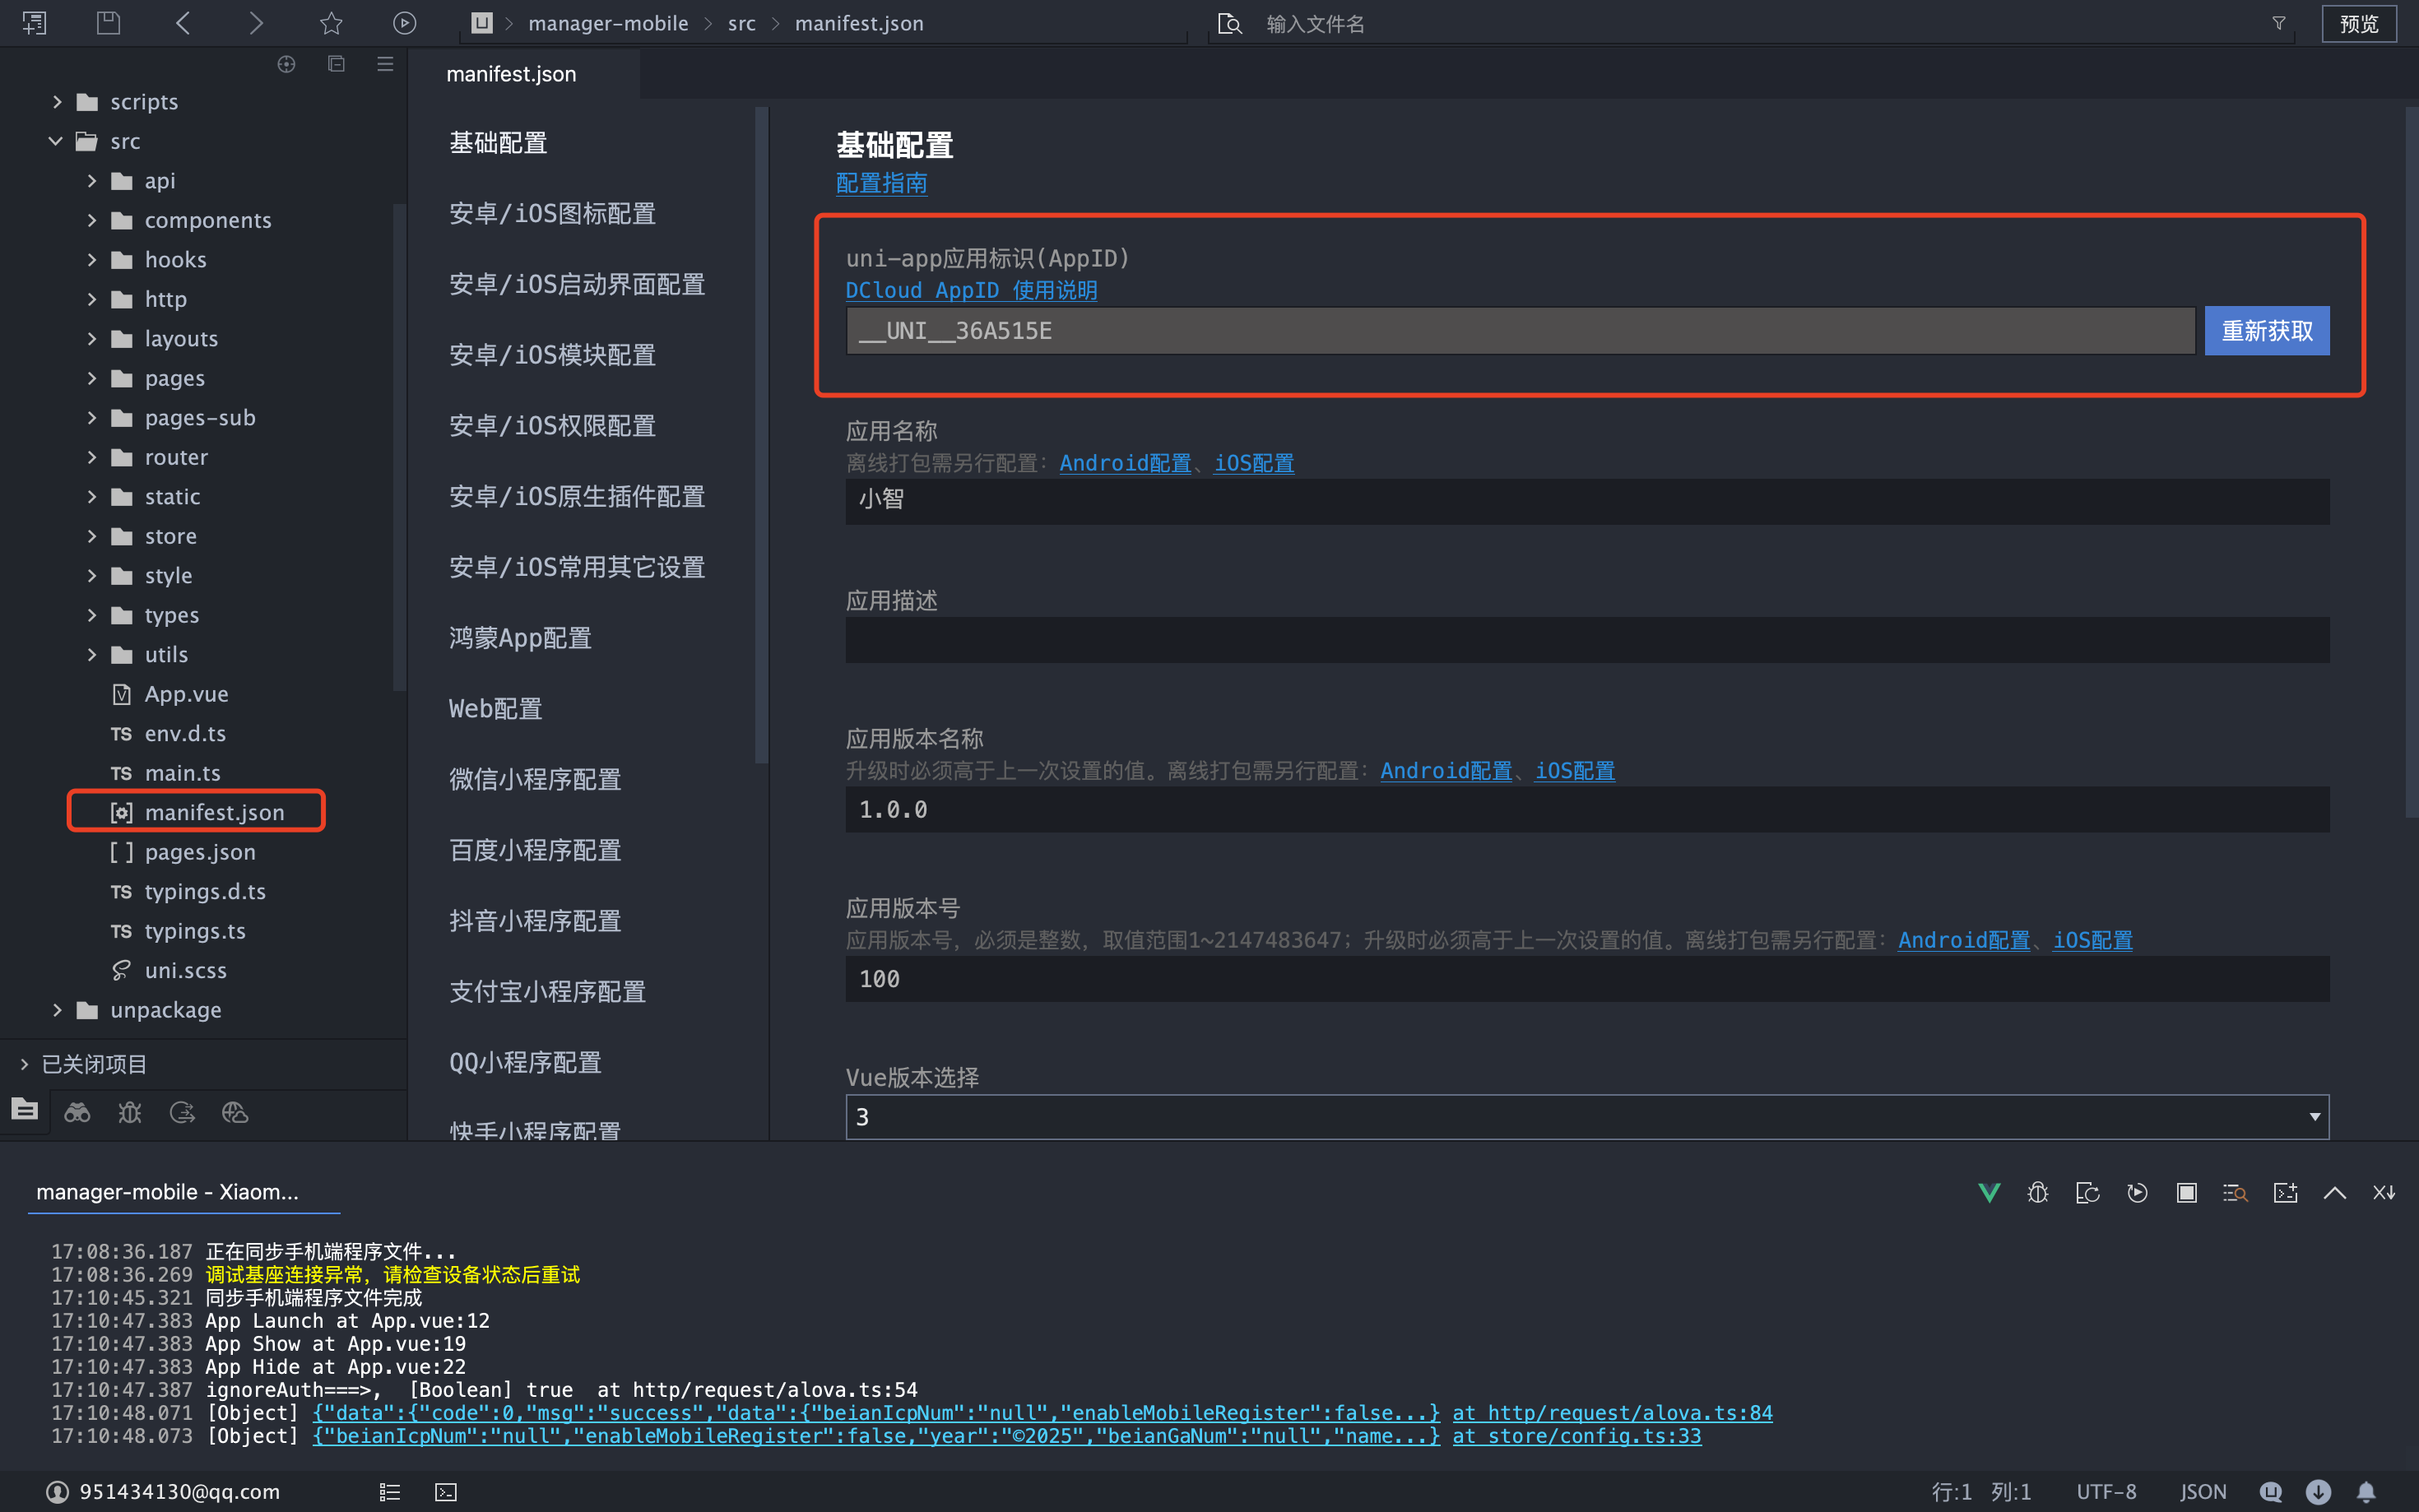 manager-mobile > src > manifest.json
输入文件名
预览
scripts
src
api
components
hooks
http
layouts
pages
pages-sub
router
static
store
style
types
utils
App.vue
TS env.d.ts
TS main.ts
manifest.json
[ ] pages.json
TS typings.d.ts
TS typings.ts
uni.scss
unpackage
已关闭项目
manifest.json
基础配置
安卓/iOS图标配置
安卓/iOS启动界面配置
安卓/iOS模块配置
安卓/iOS权限配置
安卓/iOS原生插件配置
安卓/iOS常用其它设置
鸿蒙App配置
Web配置
微信小程序配置
百度小程序配置
抖音小程序配置
支付宝小程序配置
QQ小程序配置
快手小程序配置
基础配置
配置指南
uni-app应用标识(AppID)
DCloud AppID 使用说明
__UNI__36A515E
重新获取
应用名称
离线打包需另行配置：Android配置、iOS配置
小智
应用描述
应用版本名称
升级时必须高于上一次设置的值。离线打包需另行配置：Android配置、iOS配置
1.0.0
应用版本号
应用版本号，必须是整数，取值范围1~2147483647；升级时必须高于上一次设置的值。离线打包需另行配置：Android配置、iOS配置
100
Vue版本选择
3
manager-mobile - Xiaom...
17:08:36.187 正在同步手机端程序文件...
17:08:36.269 调试基座连接异常，请检查设备状态后重试
17:10:45.321 同步手机端程序文件完成
17:10:47.383 App Launch at App.vue:12
17:10:47.383 App Show at App.vue:19
17:10:47.383 App Hide at App.vue:22
17:10:47.387 ignoreAuth===>,  [Boolean] true  at http/request/alova.ts:54
17:10:48.071 [Object] {"data":{"code":0,"msg":"success","data":{"beianIcpNum":"null","enableMobileRegister":false...} at http/request/alova.ts:84
17:10:48.073 [Object] {"beianIcpNum":"null","enableMobileRegister":false,"year":"©2025","beianGaNum":"null","name...} at store/config.ts:33
951434130@qq.com
行:1 列:1
UTF-8
JSON